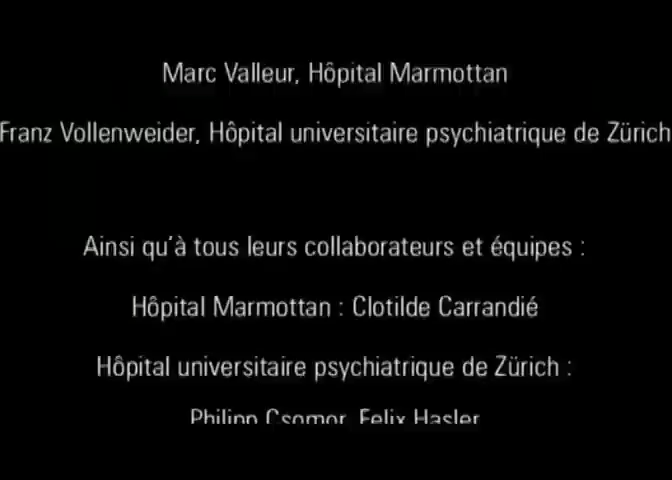 Marc Valleur, Hôpital Marmottan
Franz Vollenweider, Hôpital universitaire psychiatrique de Zürich
Ainsi qu'à tous leurs collaborateurs et équipes :
Hôpital Marmottan : Clotilde Carrandié
Hôpital universitaire psychiatrique de Zürich :
Philipp Csomor, Felix Hasler